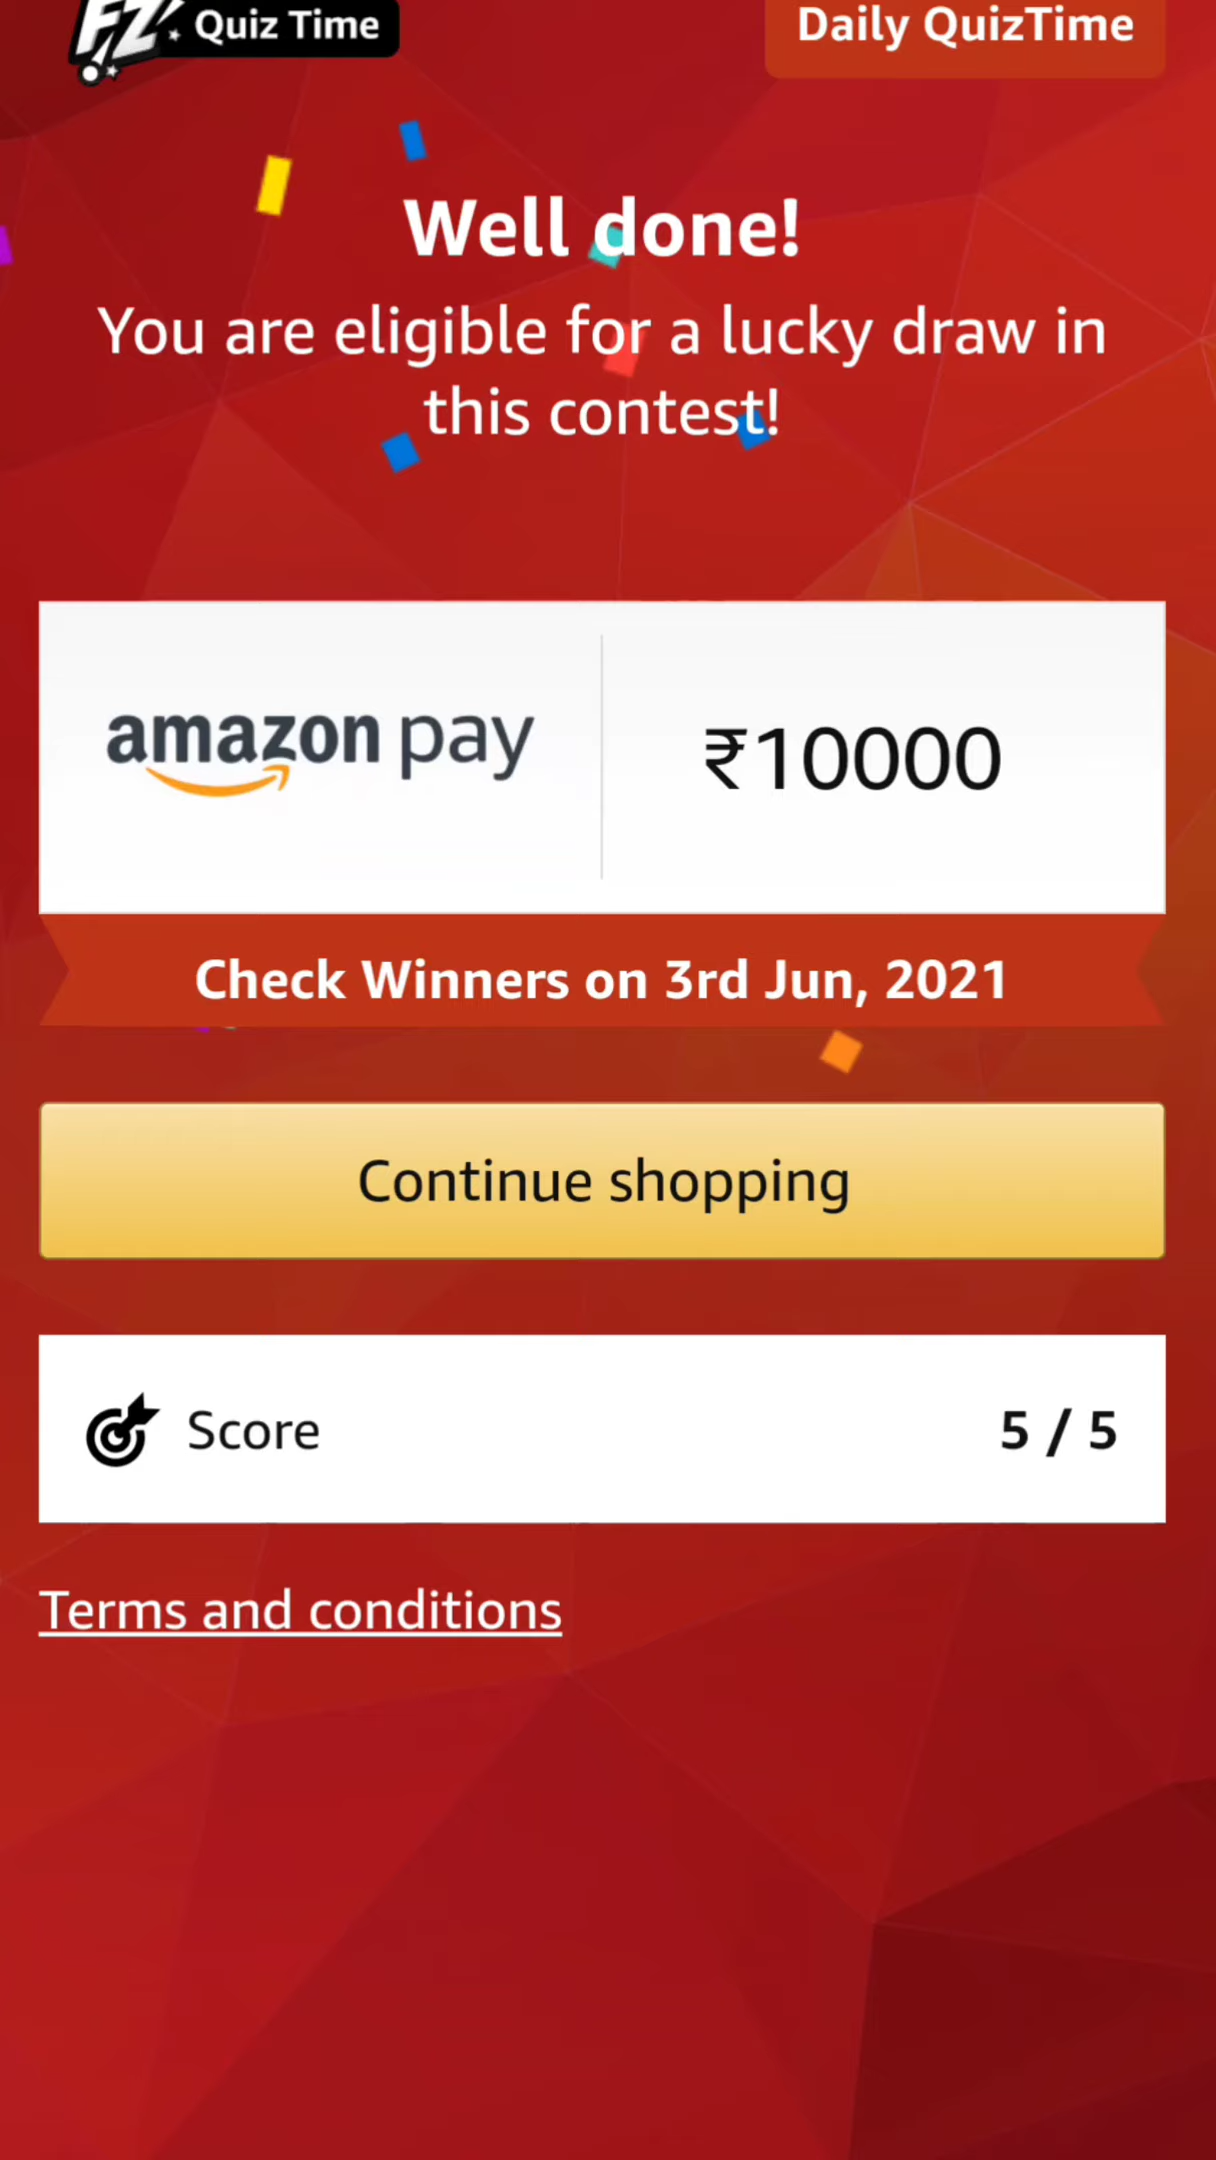 FZ Quiz Time
Daily QuizTime
Well done!
You are eligible for a lucky draw in
this contest!
amazon pay
₹10000
Check Winners on 3rd Jun, 2021
Continue shopping
Score
5 / 5
Terms and conditions